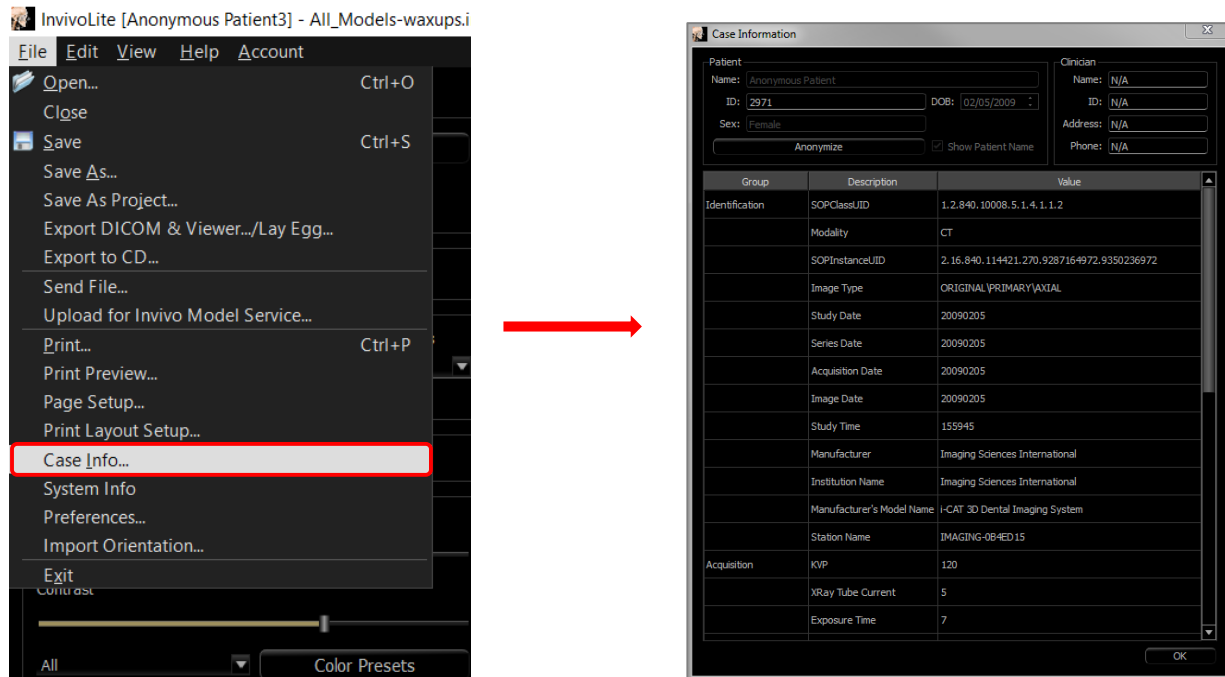 InvivoLite [Anonymous Patient3] - All_Models-waxups.i
File Edit View Help Account
Open... Ctrl+O
Close
Save Ctrl+S
Save As...
Save As Project...
Export DICOM & Viewer.../Lay Egg...
Export to CD...
Send File...
Upload for Invivo Model Service...
Print... Ctrl+P
Print Preview...
Page Setup...
Print Layout Setup...
Case Info...
System Info
Preferences...
Import Orientation...
Exit
Contrast
All Color Presets
Case Information
Patient
Name: Anonymous Patient
ID: 2971 DOB: 02/05/2009
Sex: Female
Anonymize Show Patient Name
Clinician
Name: N/A
ID: N/A
Address: N/A
Phone: N/A
Group Description Value
Identification SOPClassUID 1.2.840.10008.5.1.4.1.1.2
Modality CT
SOPInstanceUID 2.16.840.114421.270.9287164972.9350236972
Image Type ORIGINAL\PRIMARY\AXIAL
Study Date 20090205
Series Date 20090205
Acquisition Date 20090205
Image Date 20090205
Study Time 155945
Manufacturer Imaging Sciences International
Institution Name Imaging Sciences International
Manufacturer's Model Name i-CAT 3D Dental Imaging System
Station Name IMAGING-0B4ED15
Acquisition KVP 120
XRay Tube Current 5
Exposure Time 7
OK